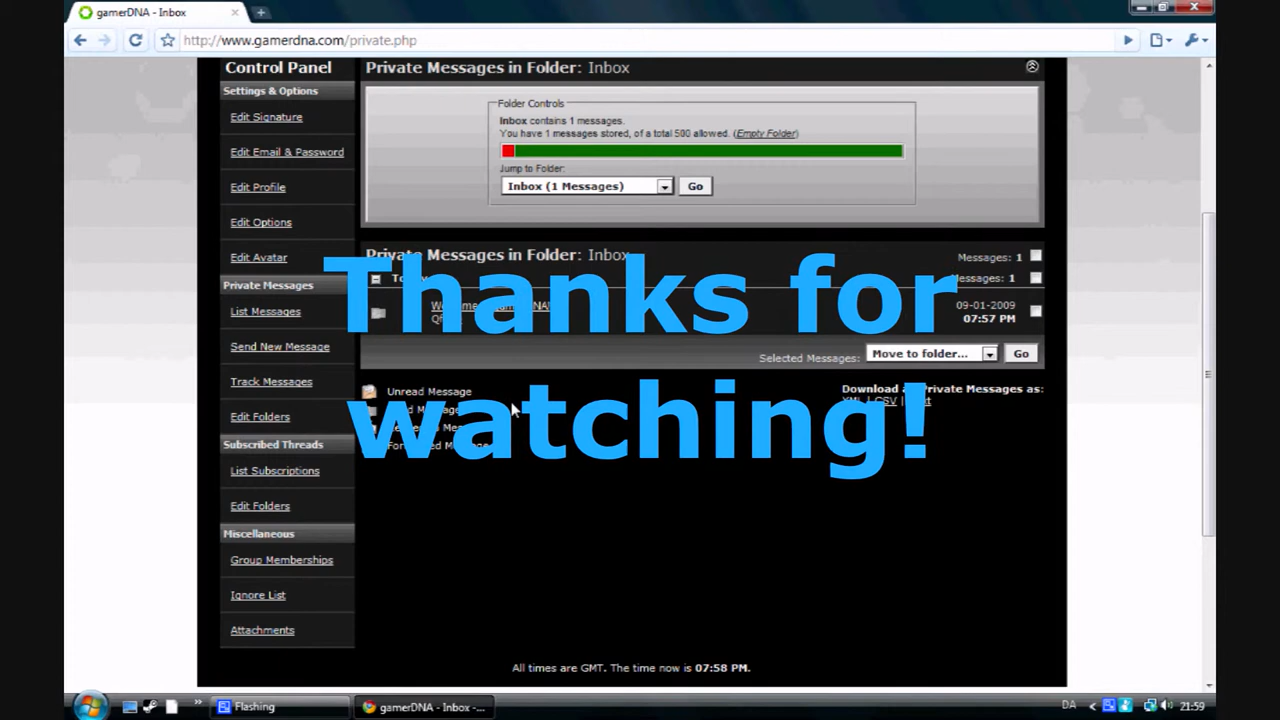 gamerDNA - Inbox
http://www.gamerdna.com/private.php
Control Panel
Settings & Options
Edit Signature
Edit Email & Password
Edit Profile
Edit Options
Edit Avatar
Private Messages
List Messages
Send New Message
Track Messages
Edit Folders
Subscribed Threads
List Subscriptions
Edit Folders
Miscellaneous
Group Memberships
Ignore List
Attachments
Private Messages in Folder: Inbox
Folder Controls
Inbox contains 1 messages.
You have 1 messages stored, of a total 500 allowed. (Empty Folder)
Jump to Folder:
Inbox (1 Messages) Go
Private Messages in Folder: Inbox
Messages: 1
Messages: 1
09-01-2009
07:57 PM
Selected Messages: Move to folder... Go
Unread Message
Download all Private Messages as:
CSV
Thanks for
watching!
All times are GMT. The time now is 07:58 PM.
Flashing
gamerDNA - Inbox -...
DA
21:59